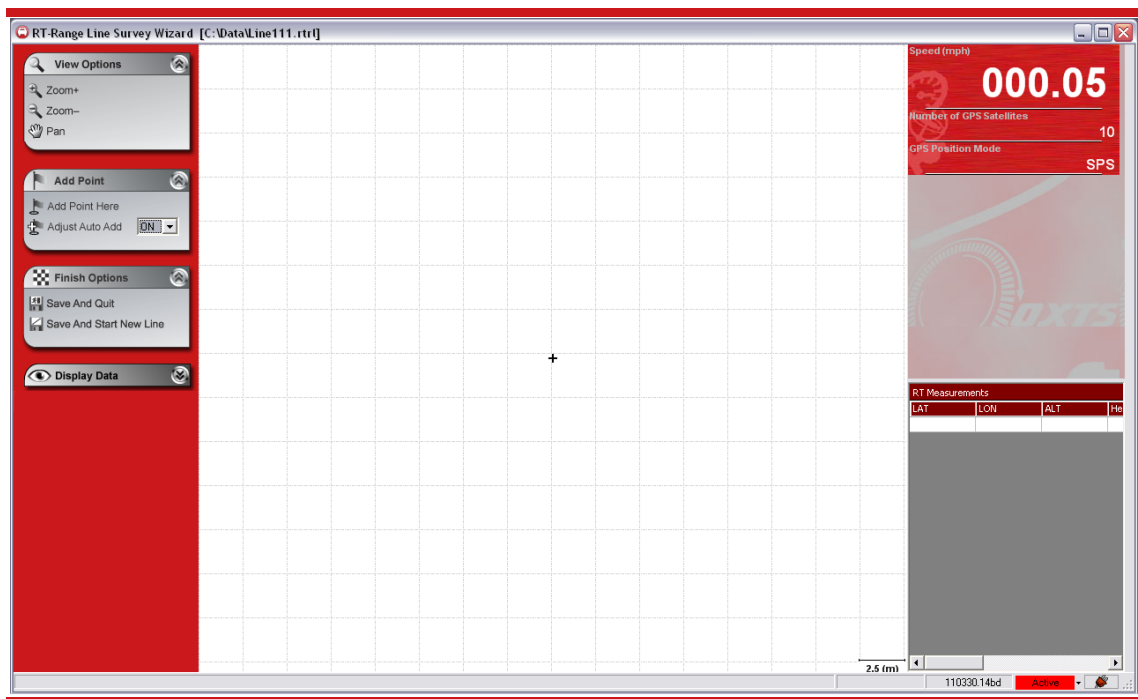 RT-Range Line Survey Wizard [C:\Data\Line111.rtrl]
View Options
Zoom+
Zoom–
Pan
Add Point
Add Point Here
Adjust Auto Add ON
Finish Options
Save And Quit
Save And Start New Line
Display Data
Speed (mph)
000.05
Number of GPS Satellites
10
GPS Position Mode
SPS
OXTS
RT Measurements
LAT LON ALT He
2.5 (m)
110330.14bd Active